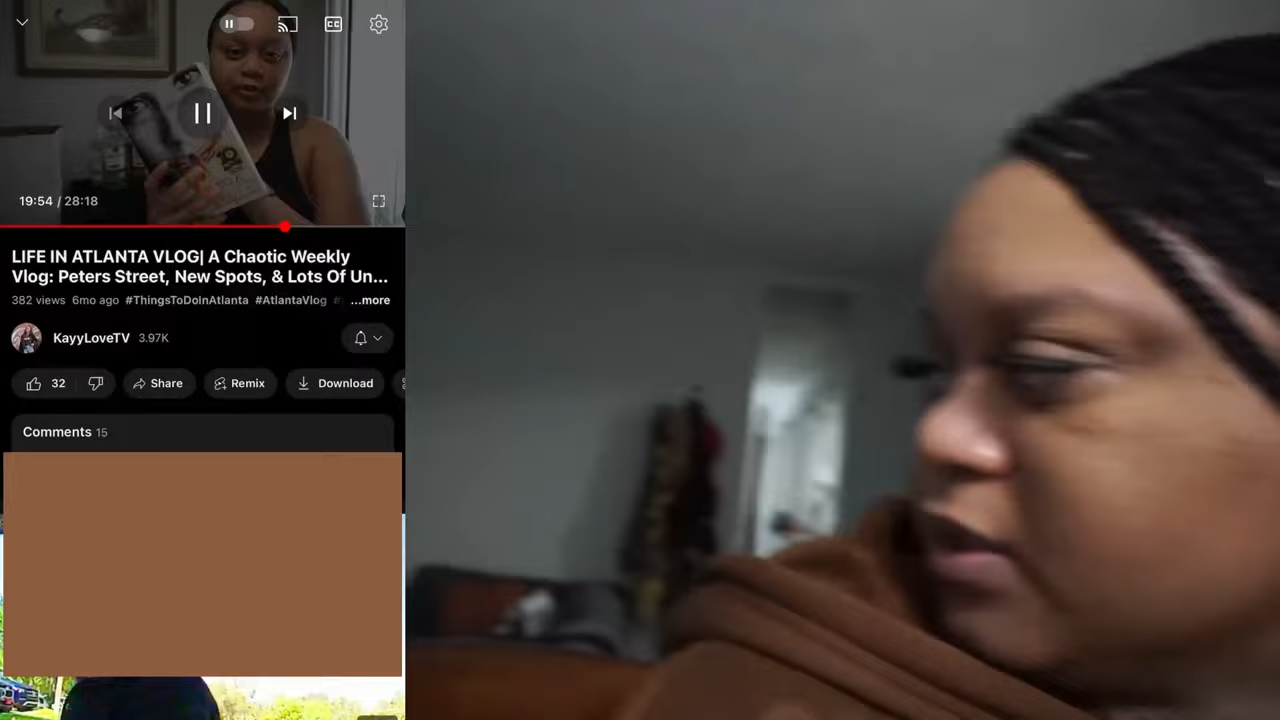 CC
19:54 / 28:18
LIFE IN ATLANTA VLOG| A Chaotic Weekly
Vlog: Peters Street, New Spots, & Lots Of Un...
382 views 6mo ago #ThingsToDoInAtlanta #AtlantaVlog # ...more
KayyLoveTV 3.97K
32 Share Remix Download
Comments 15